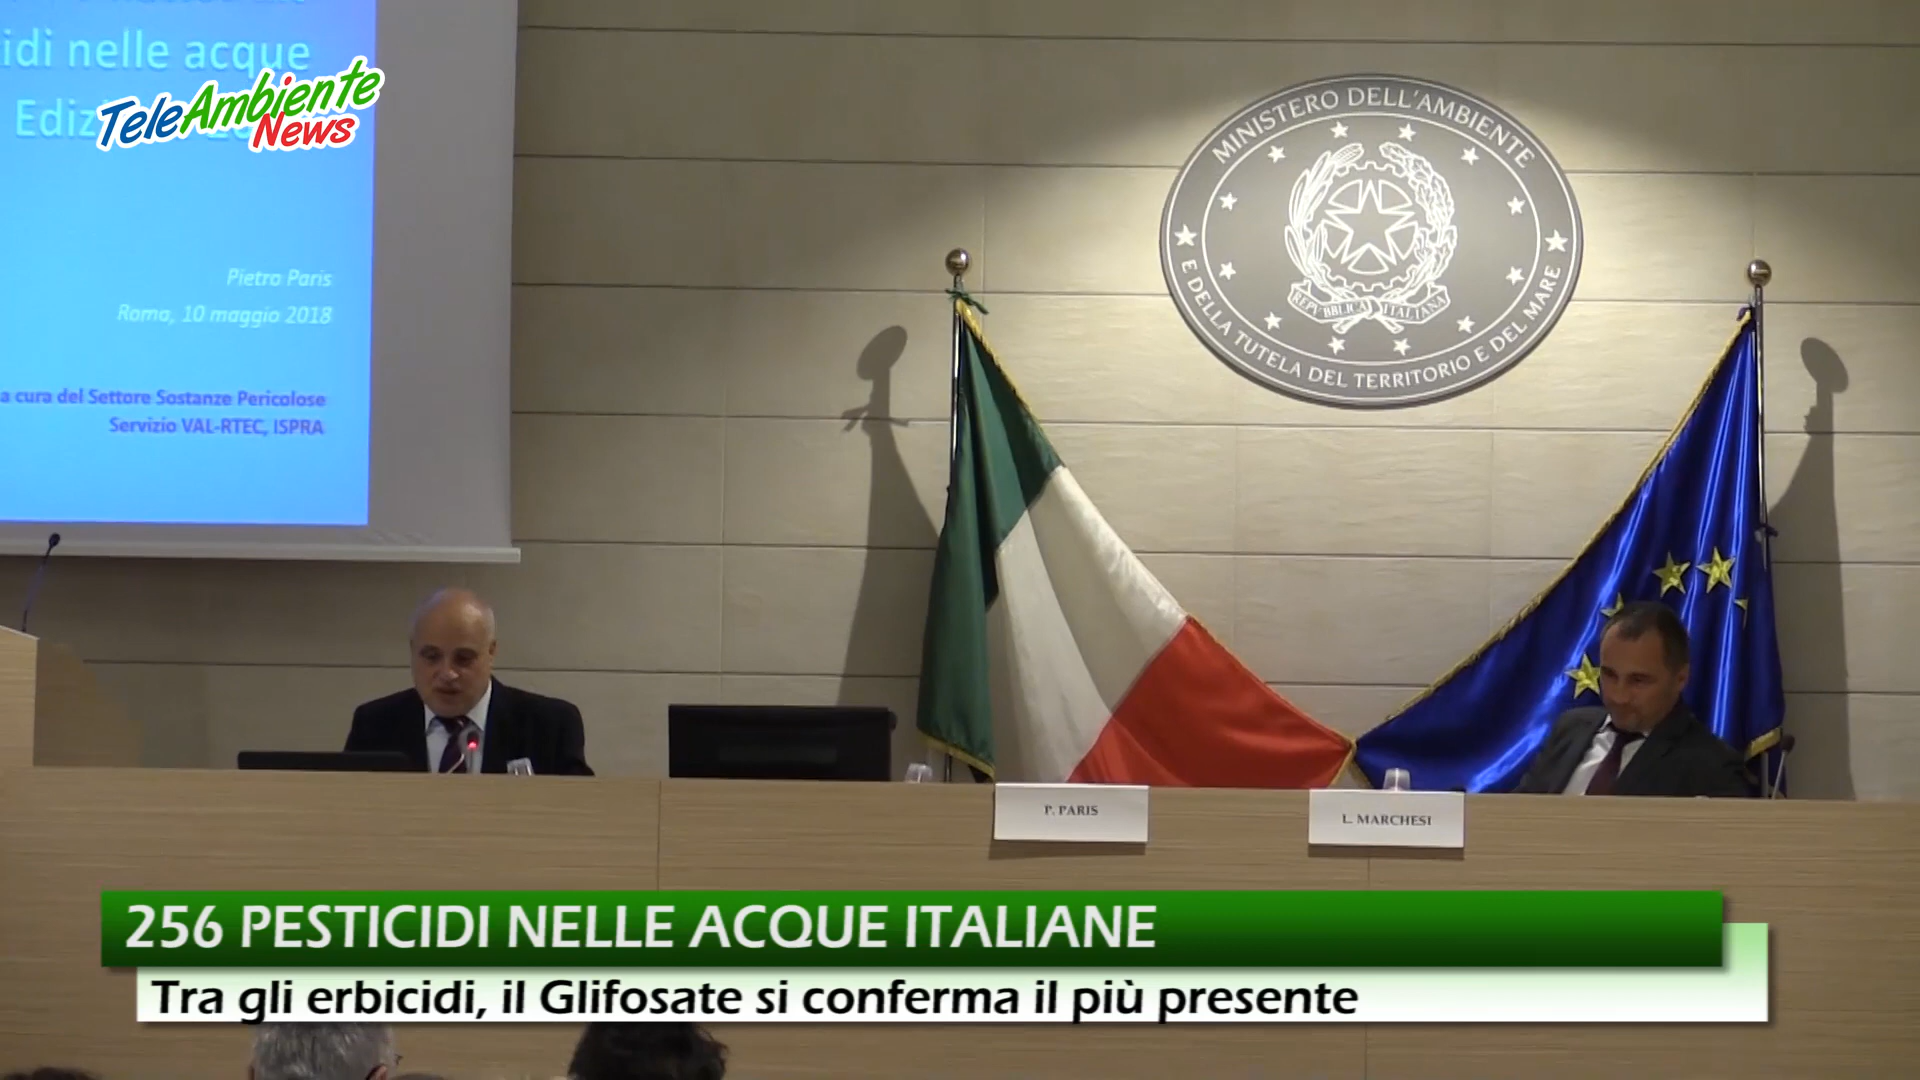 idi nelle acque
TeleAmbiente
News
Pietro Paris
Roma, 10 maggio 2018
a cura del Settore Sostanze Pericolose
Servizio VAL-RTEC, ISPRA
MINISTERO DELL'AMBIENTE
E DELLA TUTELA DEL TERRITORIO E DEL MARE
REPVBBLICA ITALIANA
P. PARIS
L. MARCHESI
256 PESTICIDI NELLE ACQUE ITALIANE
Tra gli erbicidi, il Glifosate si conferma il più presente